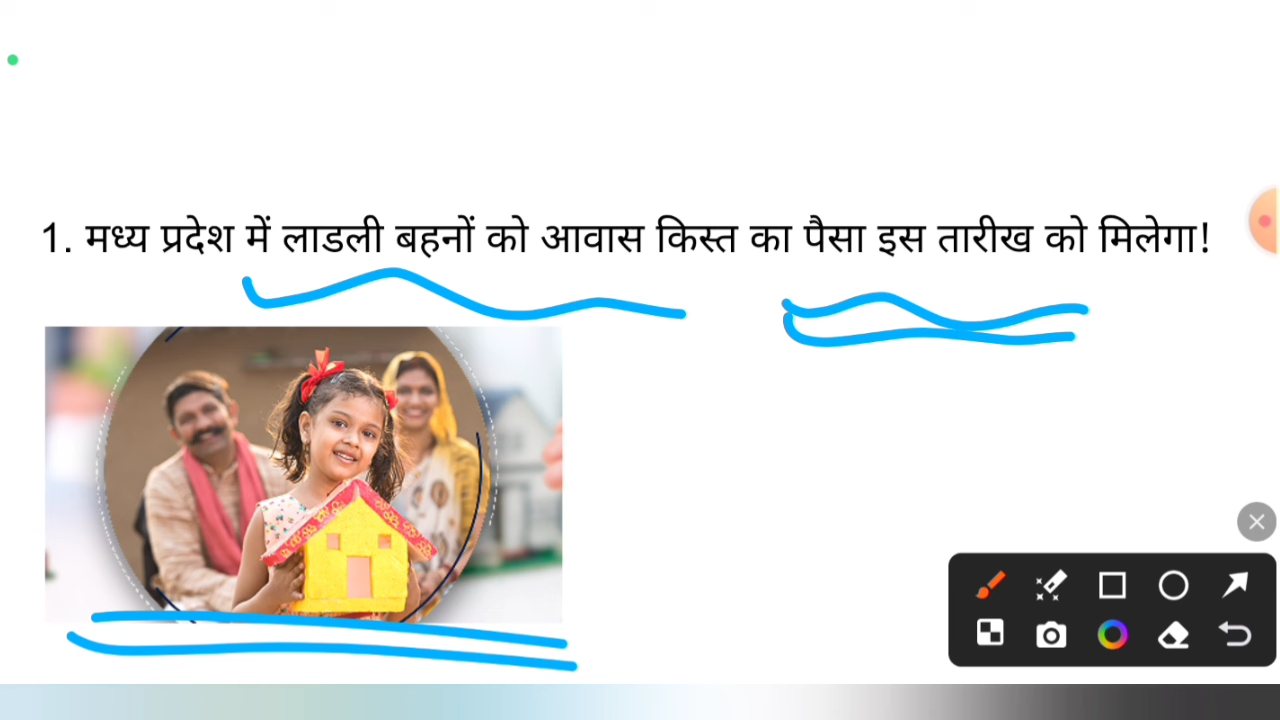 1. मध्य प्रदेश में लाडली बहनों को आवास किस्त का पैसा इस तारीख को मिलेगा!